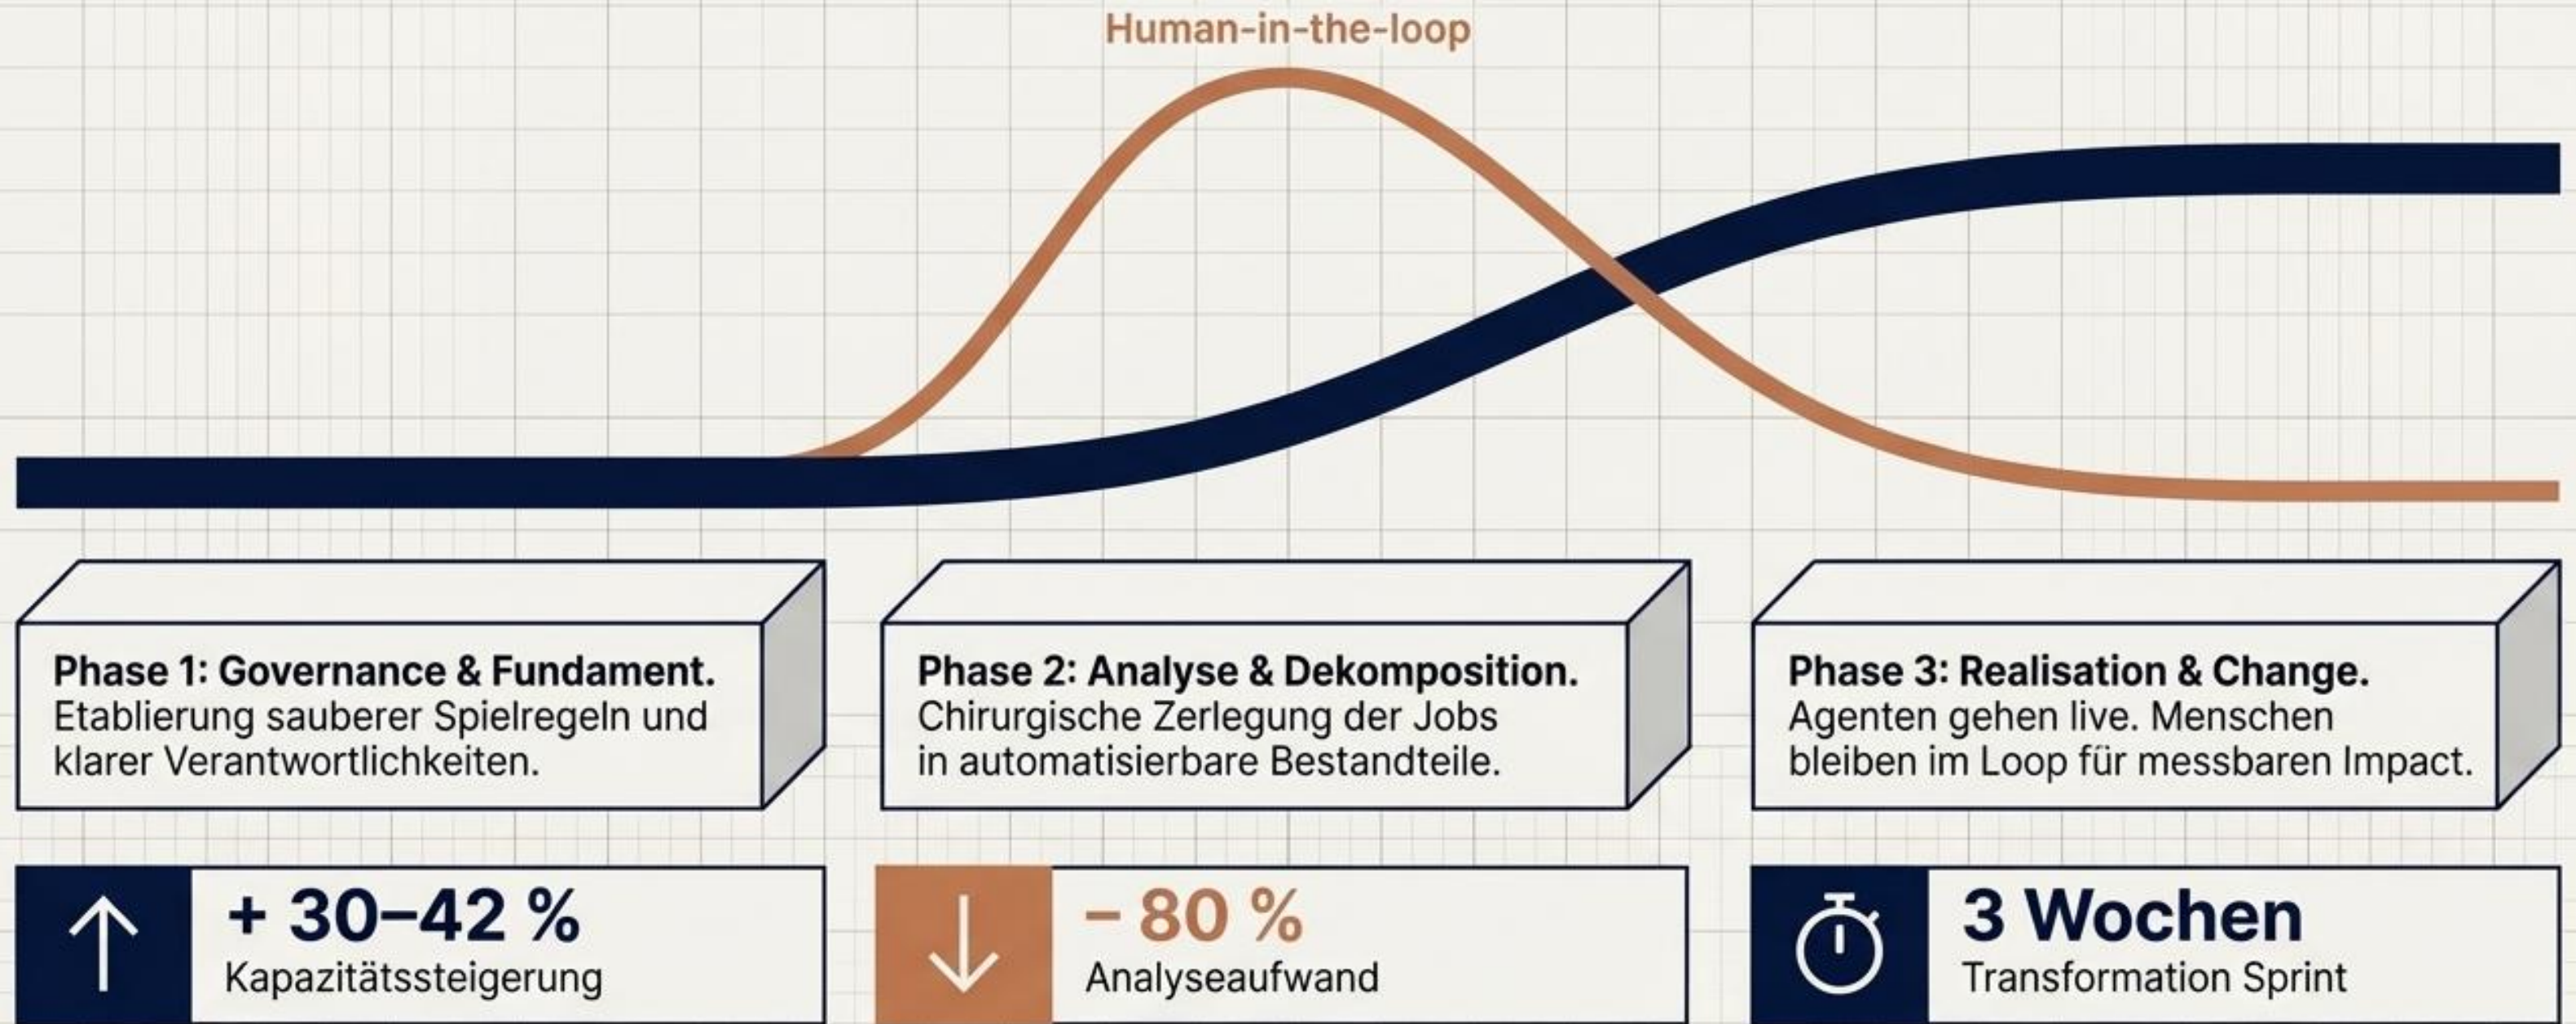 Human-in-the-loop
Phase 1: Governance & Fundament.
Etablierung sauberer Spielregeln und
klarer Verantwortlichkeiten.
Phase 2: Analyse & Dekomposition.
Chirurgische Zerlegung der Jobs
in automatisierbare Bestandteile.
Phase 3: Realisation & Change.
Agenten gehen live. Menschen
bleiben im Loop für messbaren Impact.
+ 30–42 %
Kapazitätssteigerung
– 80 %
Analyseaufwand
3 Wochen
Transformation Sprint